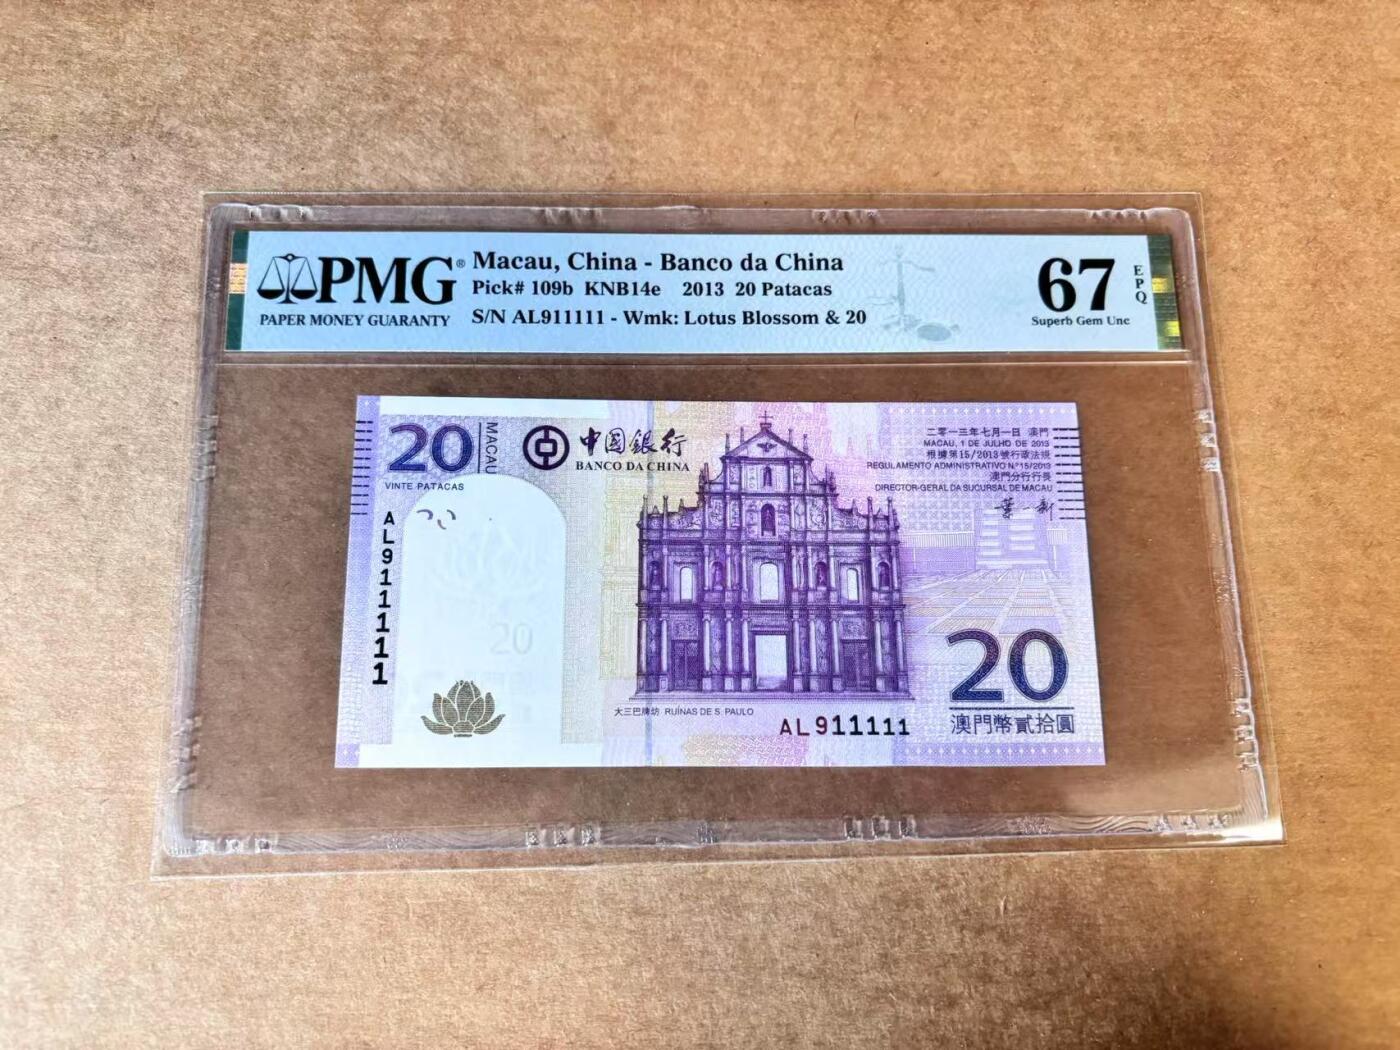 PMG®
PAPER MONEY GUARANTY
Macau, China - Banco da China
Pick# 109b KNB14e 2013 20 Patacas
S/N AL911111 - Wmk: Lotus Blossom & 20
67
EPQ
Superb Gem Unc
20
MACAU
VINTE PATACAS
AL911111
中國銀行
BANCO DA CHINA
二零一三年七月一日 澳門
MACAU, 1 DE JULHO DE 2013
根據第15/2013號行政法規
REGULAMENTO ADMINISTRATIVO N.º 15/2013
澳門分行行長
DIRECTOR-GERAL DA SUCURSAL DE MACAU
20
大三巴牌坊 RUÍNAS DE S. PAULO
AL911111
20
澳門幣貳拾圓